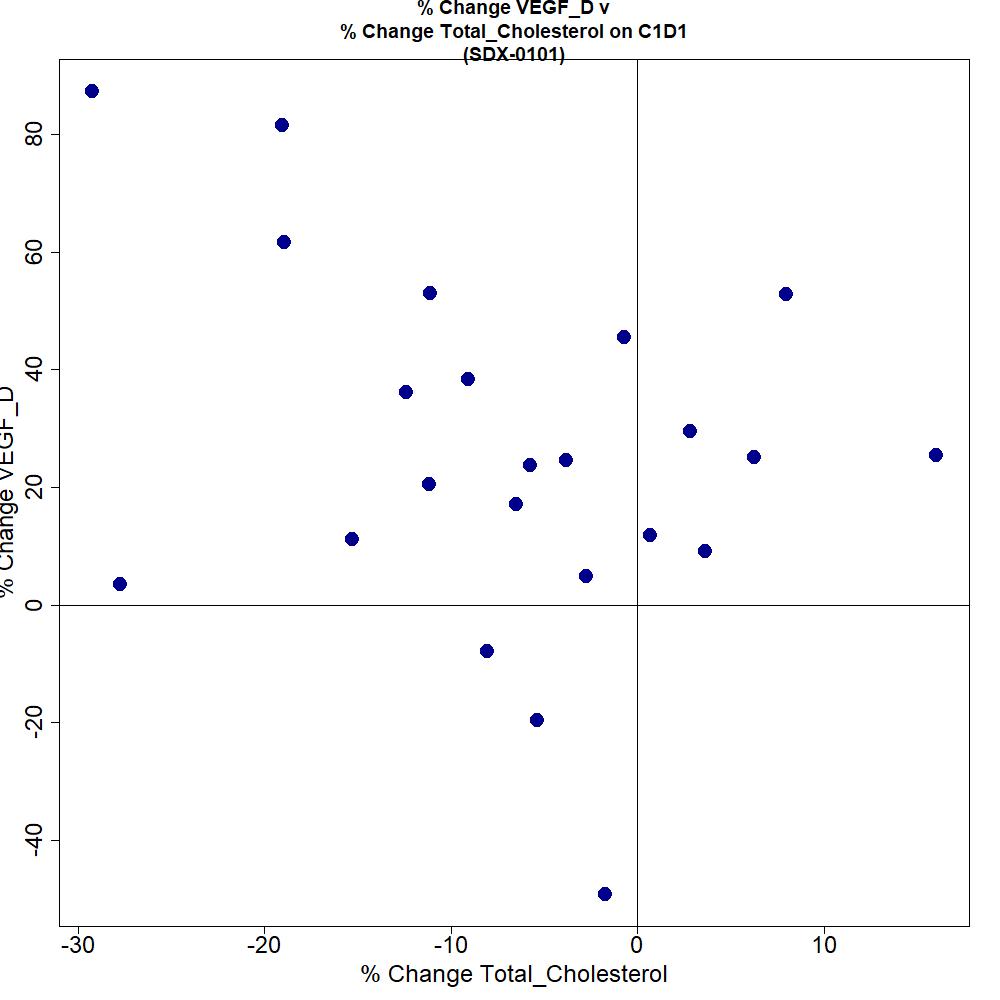 % Change VEGF_D v
% Change Total_Cholesterol on C1D1
(SDX-0101)
% Change VEGF_D
80
60
40
20
0
-20
-40
-30
-20
-10
0
10
% Change Total_Cholesterol